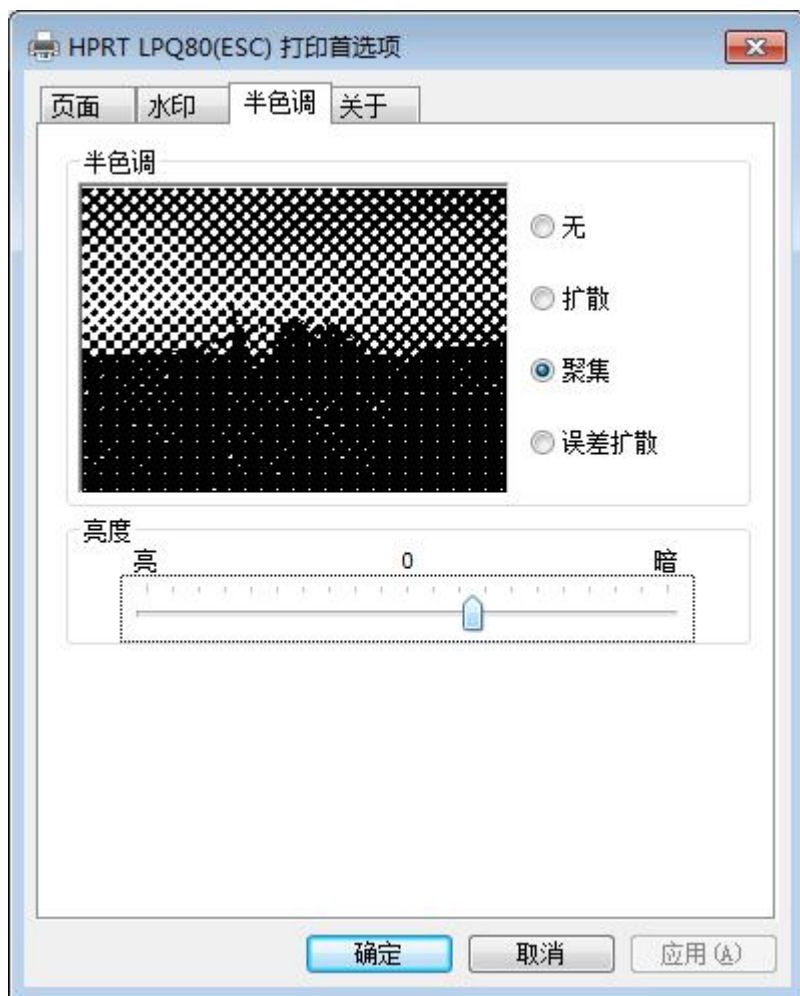 HPRT LPQ80(ESC) 打印首选项
页面 水印 半色调 关于
半色调
无
扩散
聚集
误差扩散
亮度
亮 0 暗
确定 取消 应用(A)